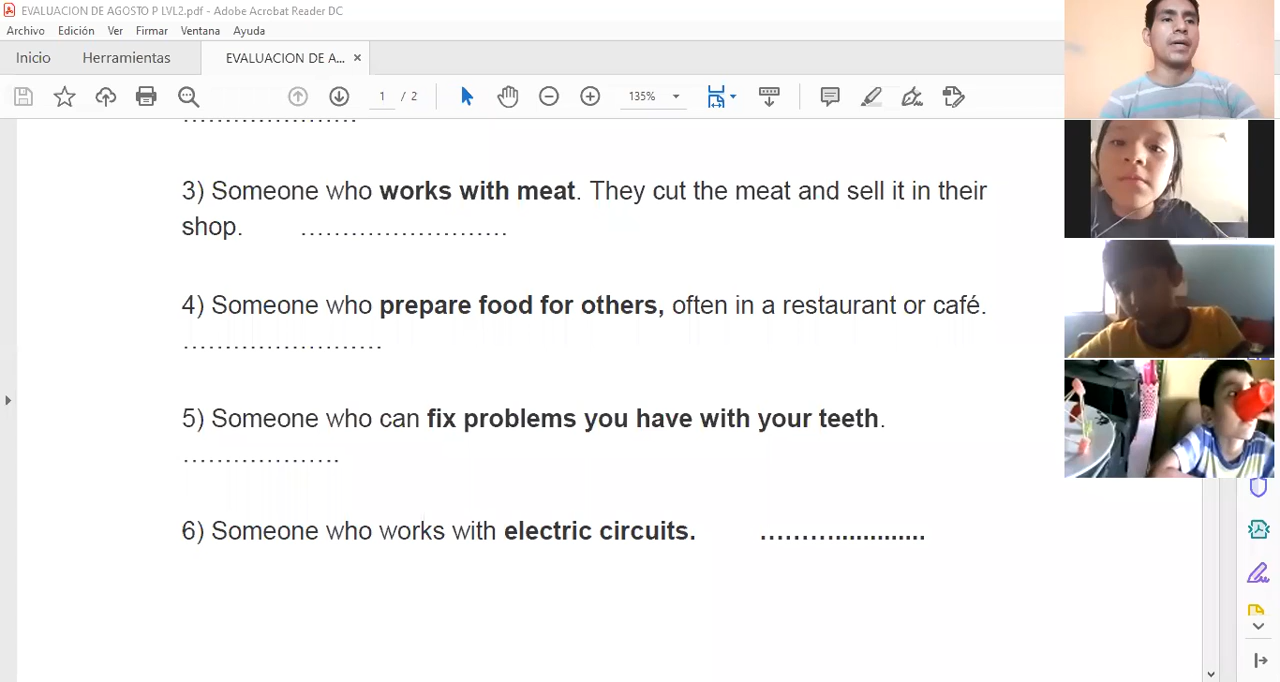 EVALUACION DE AGOSTO P LVL2.pdf - Adobe Acrobat Reader DC
Archivo Edición Ver Firmar Ventana Ayuda
Inicio Herramientas EVALUACION DE A... ×
1 / 2 135%
.....................
3) Someone who works with meat. They cut the meat and sell it in their
shop. .........................
4) Someone who prepare food for others, often in a restaurant or café.
........................
5) Someone who can fix problems you have with your teeth.
...................
6) Someone who works with electric circuits. ......................